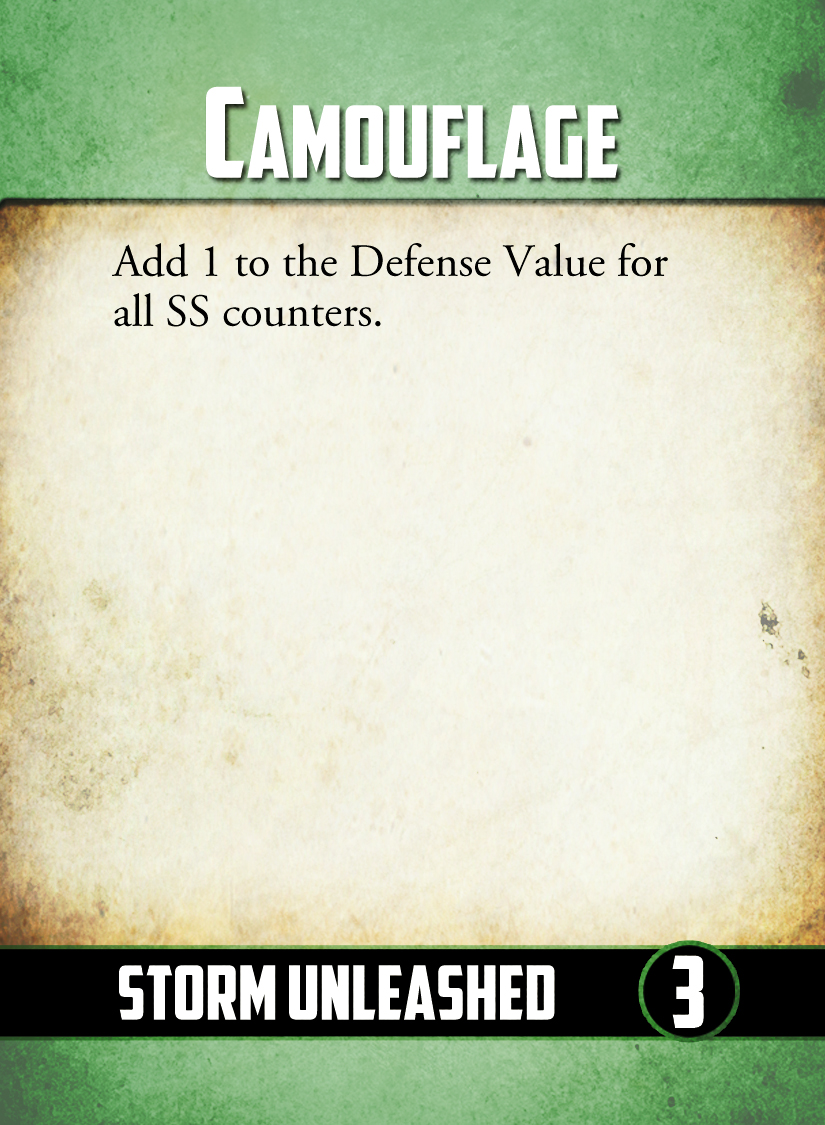 Camouflage
Add 1 to the Defense Value for
all SS counters.
STORM UNLEASHED 3